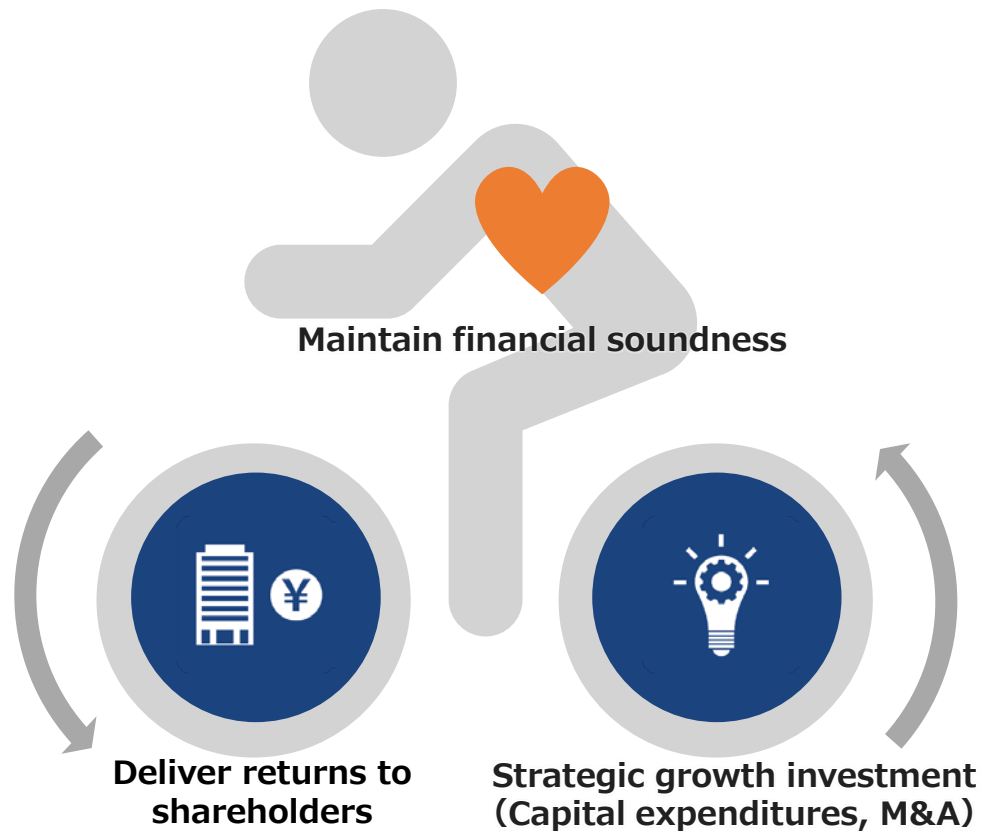 Maintain financial soundness
¥
Deliver returns to
shareholders
Strategic growth investment
(Capital expenditures, M&A)